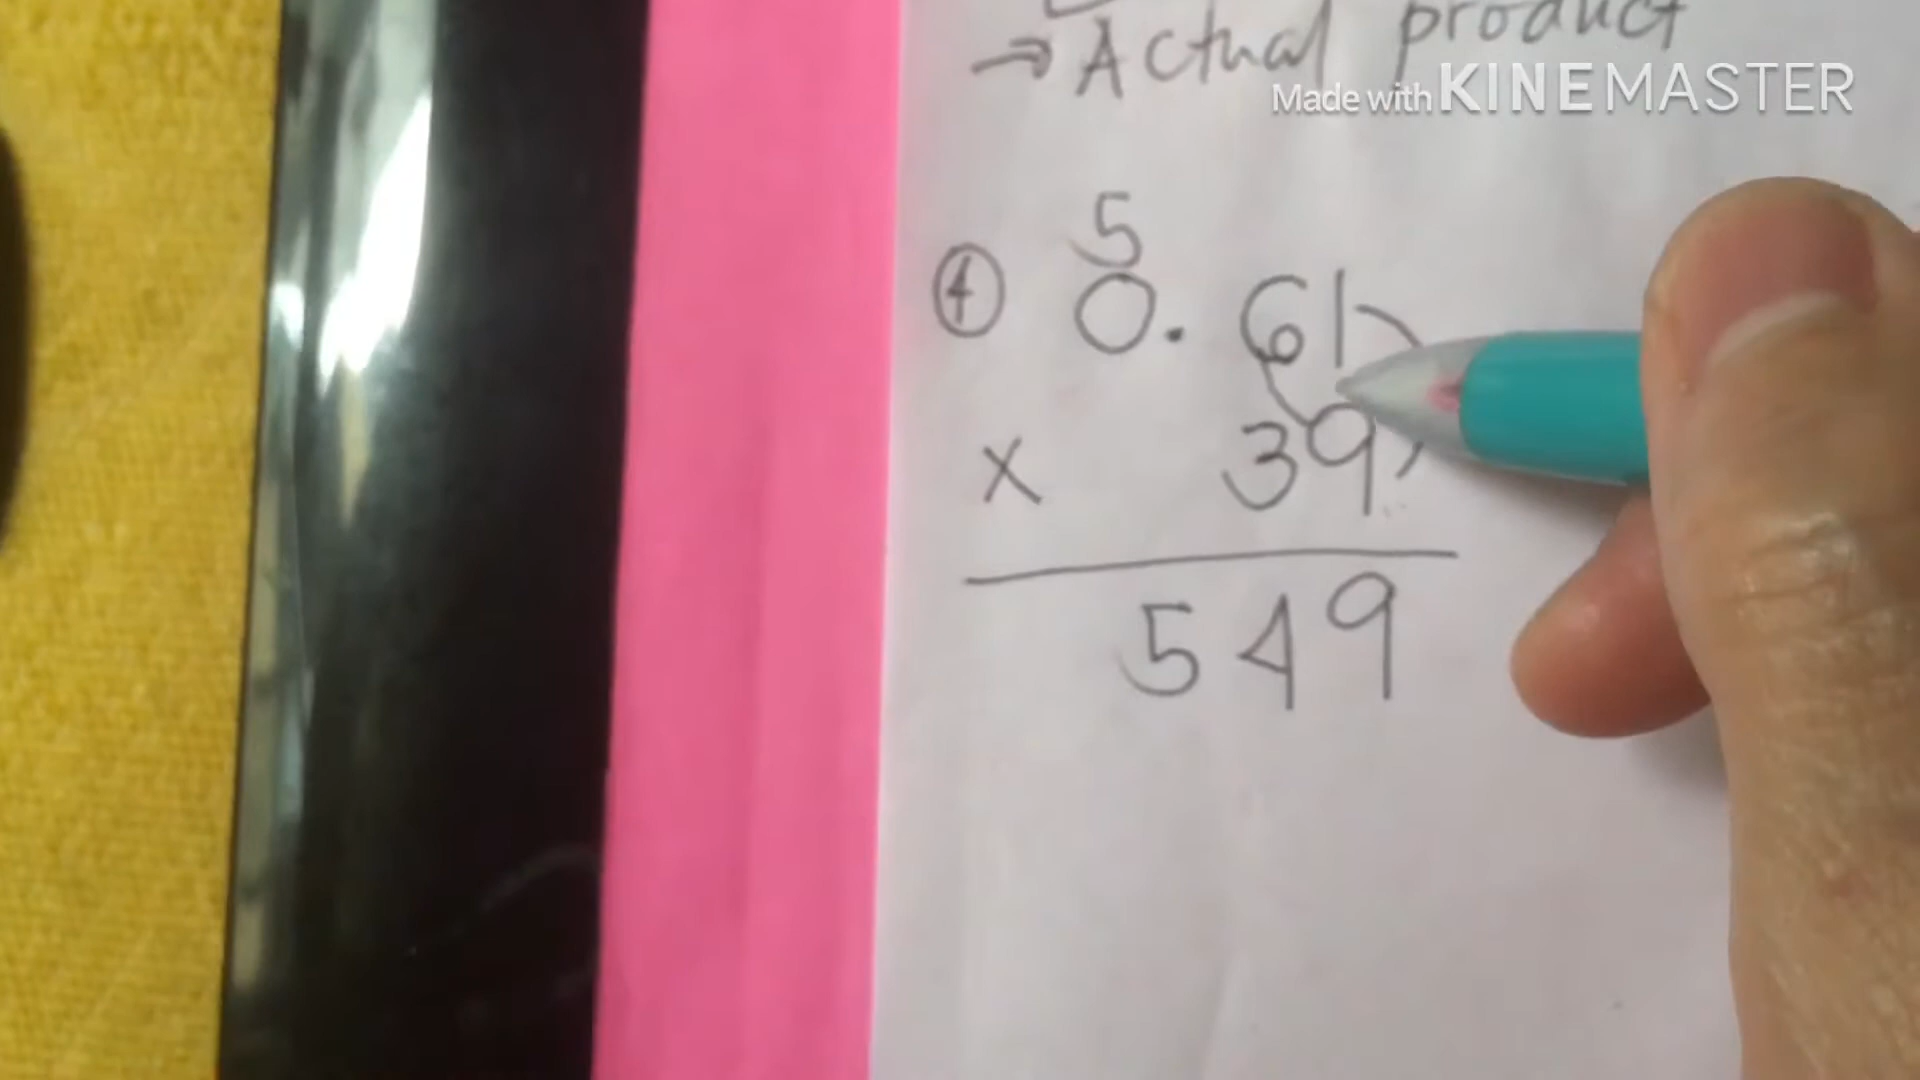 → Actual product
Made with KINEMASTER
5
④ 0.61
x 39
549